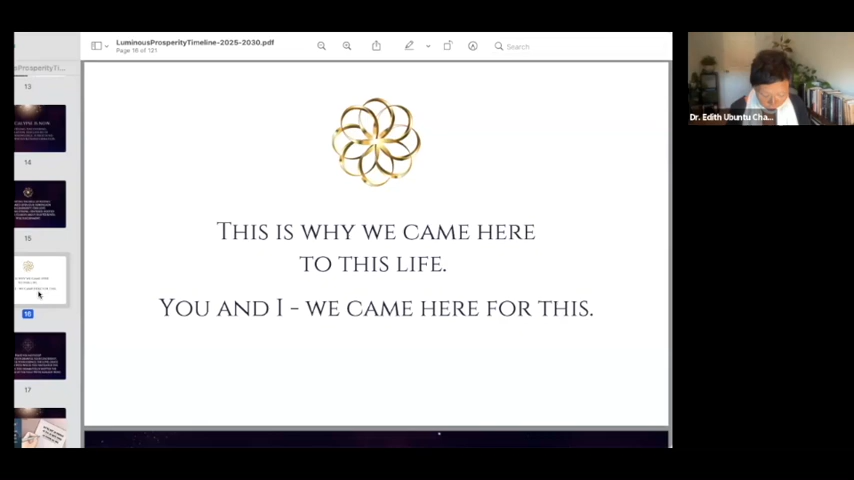 LuminousProsperityTimeline-2025-2030.pdf
Page 16 of 121
Search
sProsperityTi...
13
14
15
16
17
THIS IS WHY WE CAME HERE
TO THIS LIFE.
YOU AND I - WE CAME HERE FOR THIS.
Dr. Edith Ubuntu Cha...